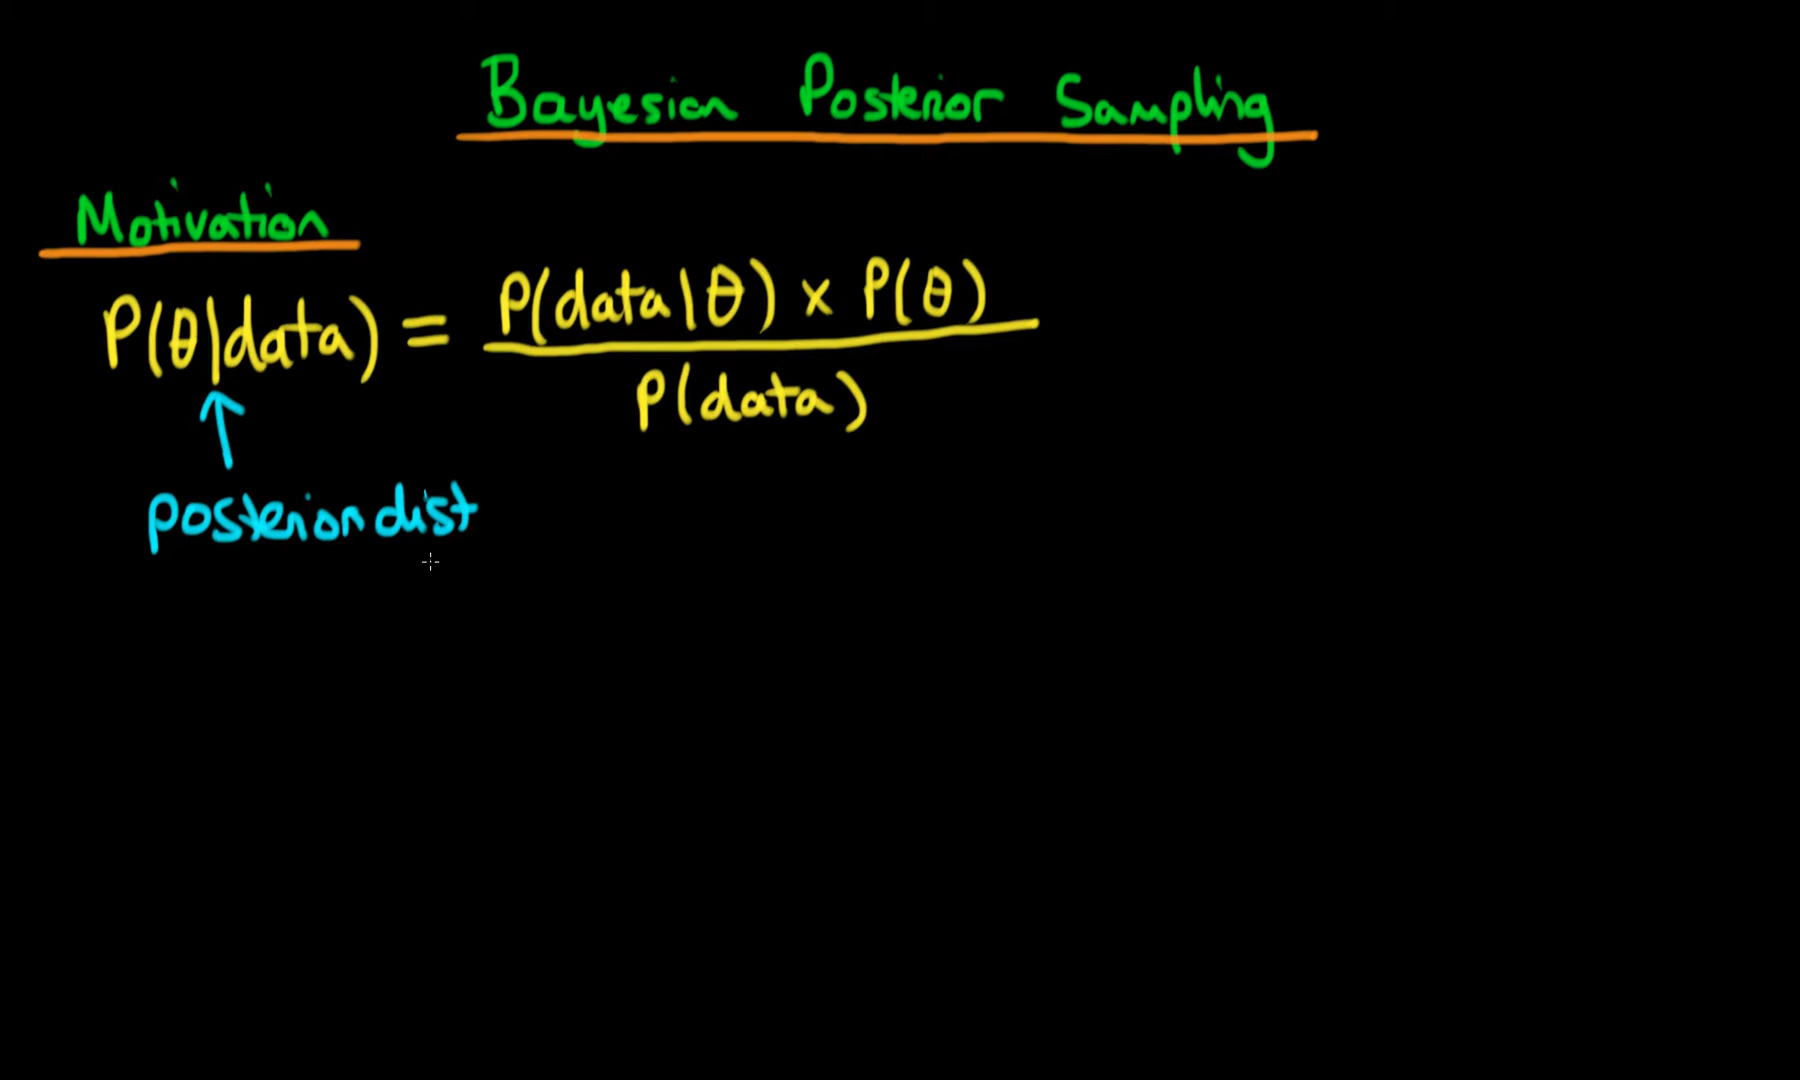 Bayesian Posterior Sampling
Motivation
P(θ|data) = P(data|θ) x P(θ)
P(data)
posterior dist